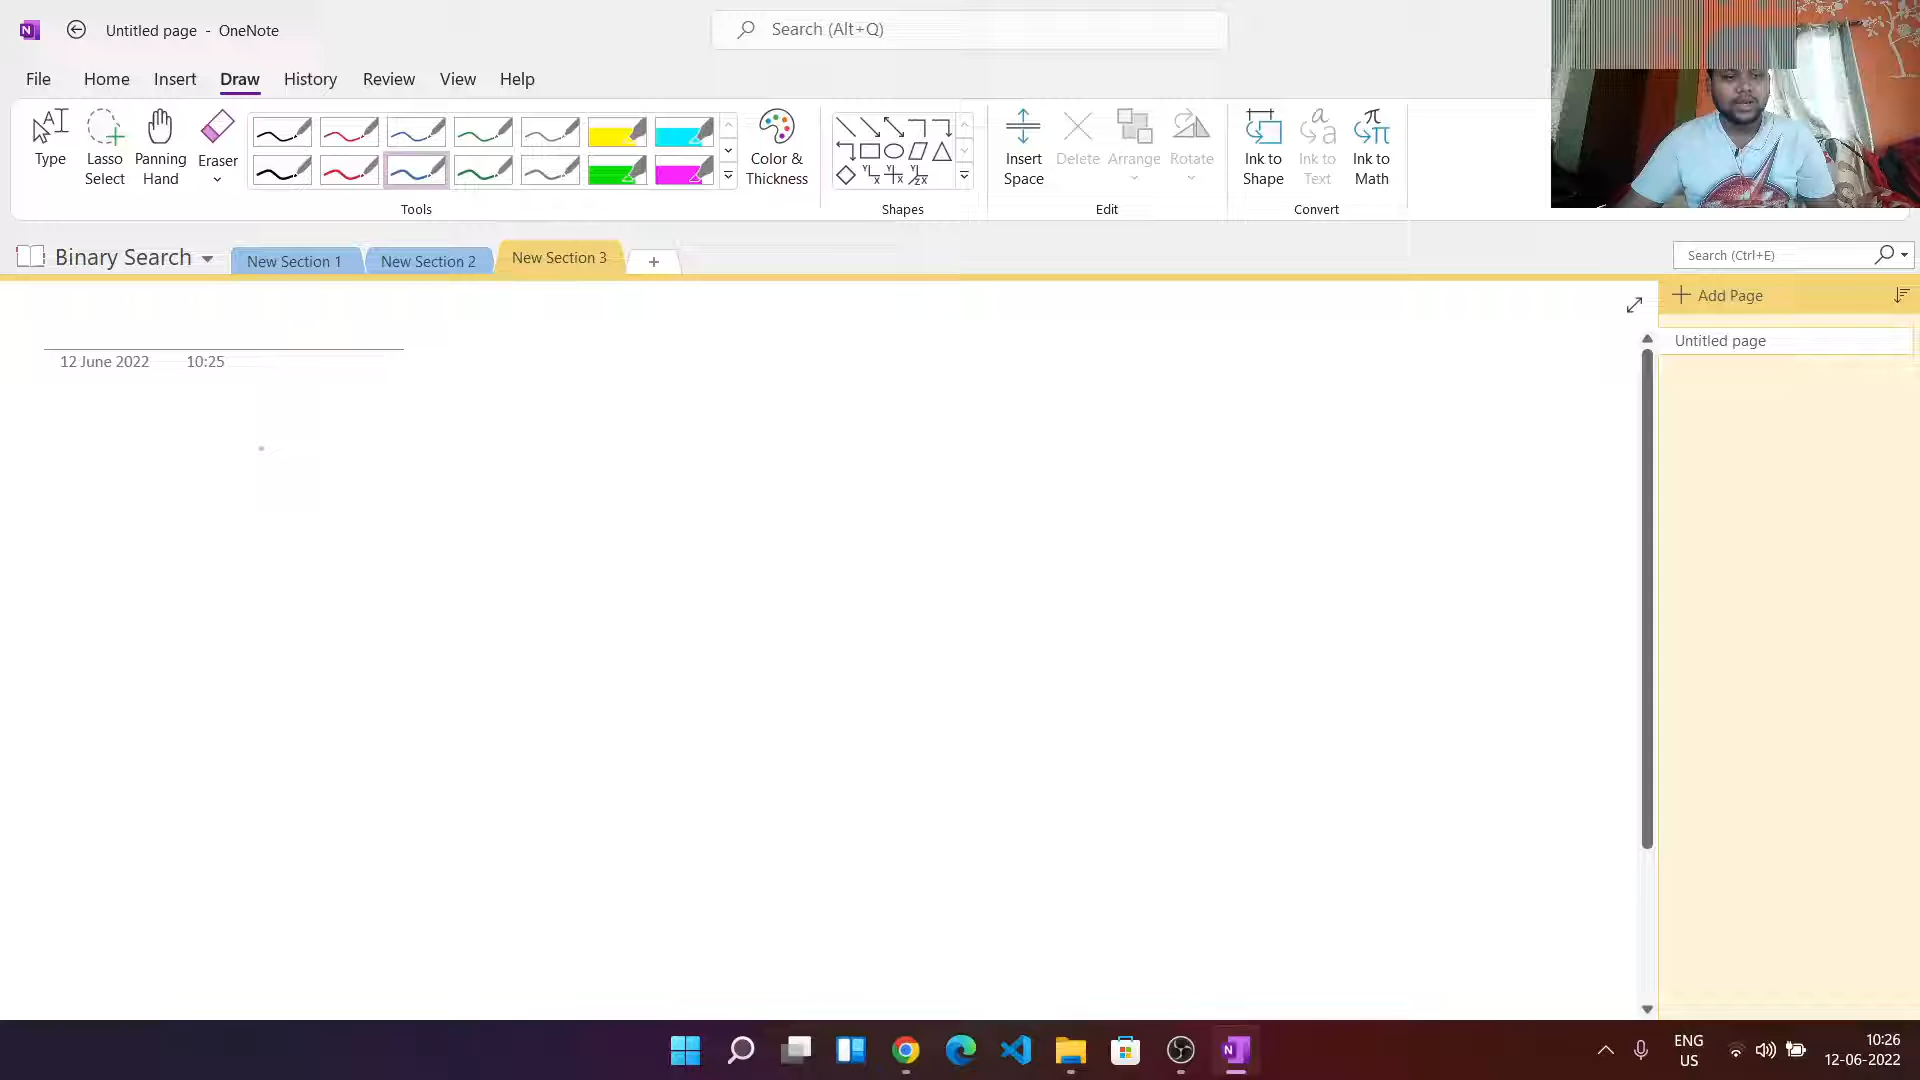 Untitled page - OneNote
Search (Alt+Q)
File Home Insert Draw History Review View Help
Type
Lasso Select
Panning Hand
Eraser
Color & Thickness
Insert Space
Delete
Arrange
Rotate
Ink to Shape
Ink to Text
Ink to Math
Tools
Shapes
Edit
Convert
Binary Search
New Section 1
New Section 2
New Section 3
Search (Ctrl+E)
Add Page
Untitled page
12 June 2022 10:25
ENG
US
10:26
12-06-2022